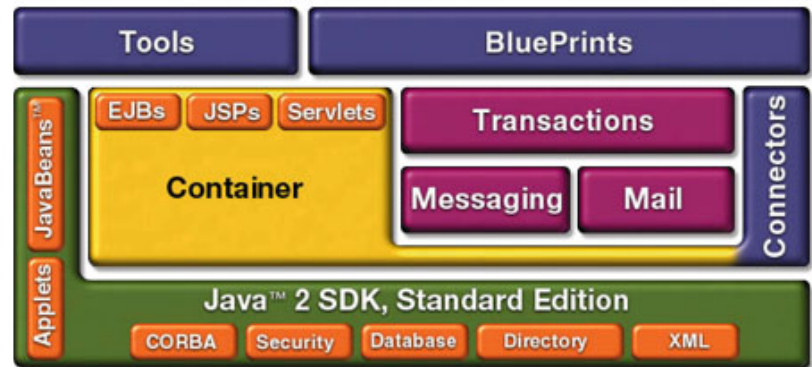 Tools
BluePrints
EJBs
JSPs
Servlets
Transactions
Container
Messaging
Mail
Connectors
JavaBeans™
Applets
Java™ 2 SDK, Standard Edition
CORBA
Security
Database
Directory
XML